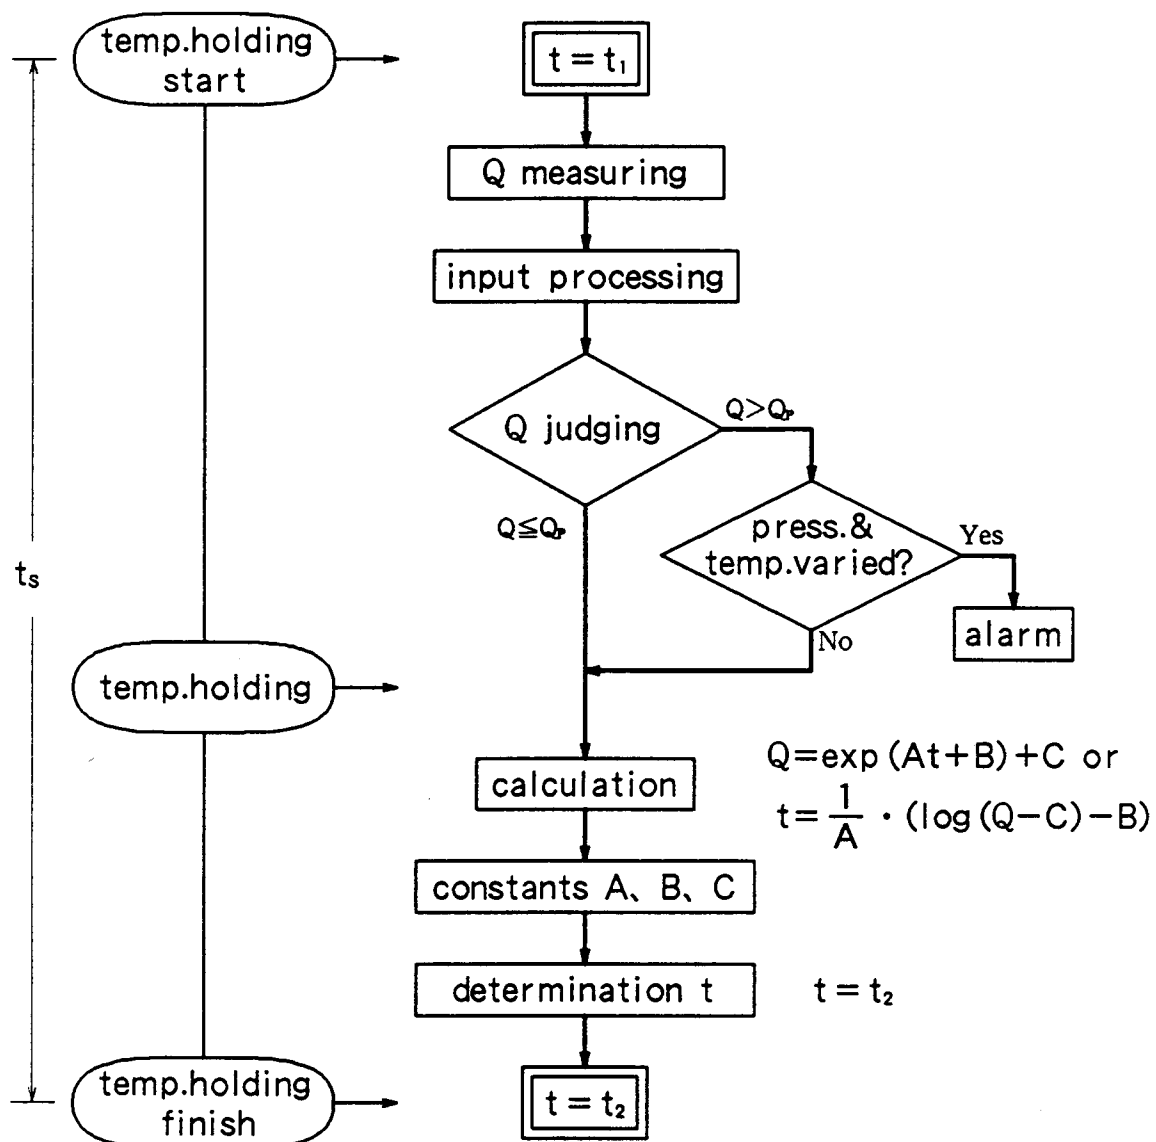 temp.holding
start
t = t₁
Q measuring
input processing
Q judging
Q>Qₚ
Q≦Qₚ
press.&
temp.varied?
Yes
No
alarm
tₛ
temp.holding
calculation
Q=exp(At+B)+C or
t=1/A · (log(Q−C)−B)
constants A、B、C
determination t
t = t₂
temp.holding
finish
t = t₂